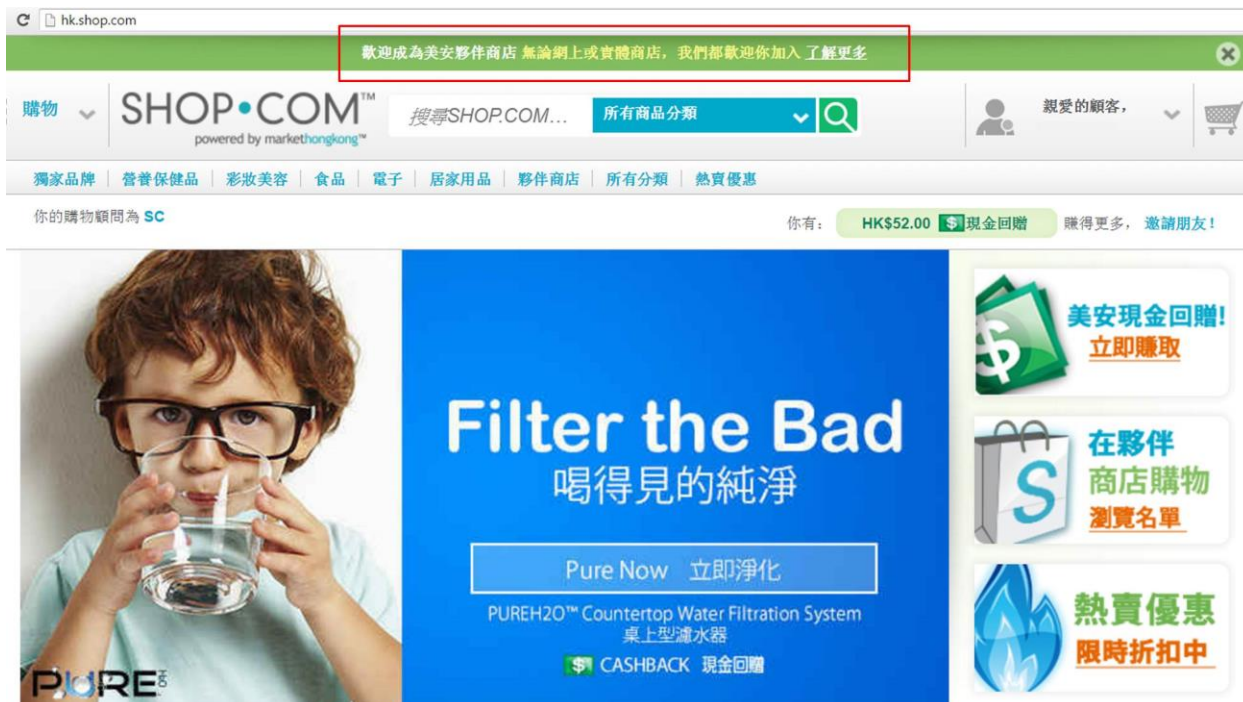 hk.shop.com
歡迎成為美安夥伴商店 無論網上或實體商店，我們都歡迎你加入 了解更多
購物
SHOP•COM™
powered by markethongkong™
搜尋SHOP.COM...
所有商品分類
親愛的顧客，
獨家品牌 | 營養保健品 | 彩妝美容 | 食品 | 電子 | 居家用品 | 夥伴商店 | 所有分類 | 熱賣優惠
你的購物顧問為 SC
你有： HK$52.00 $現金回贈 賺得更多，邀請朋友！
Filter the Bad
喝得見的純淨
Pure Now 立即淨化
PUREH2O™ Countertop Water Filtration System
桌上型濾水器
$ CASHBACK 現金回贈
PURE
$
美安現金回贈!
立即賺取
S
在夥伴
商店購物
瀏覽名單
熱賣優惠
限時折扣中